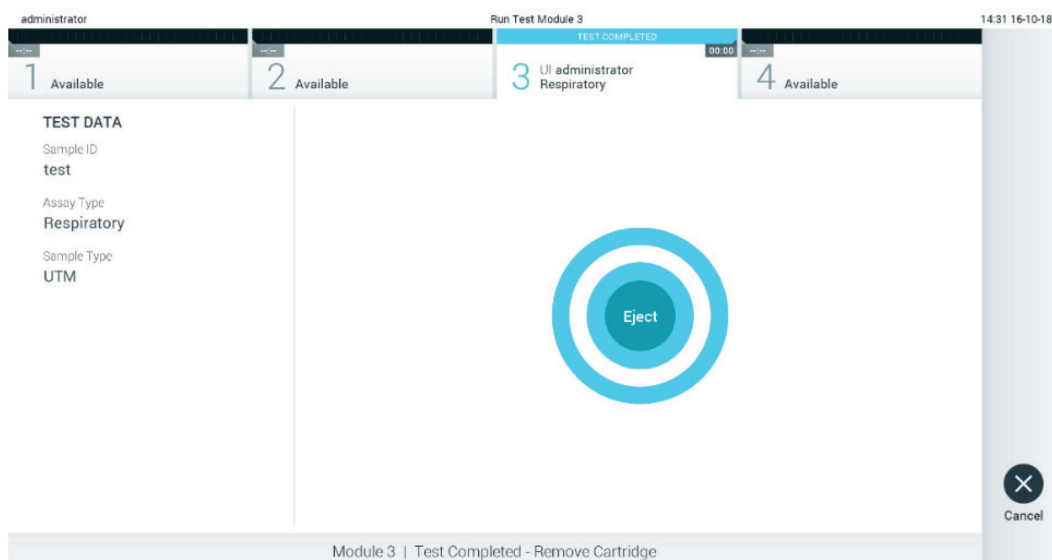 administrator Run Test Module 3 14:31 16-10-18
TEST COMPLETED
--:-- --:-- 00:00 --:--
1 Available 2 Available 3 UI administrator 4 Available
Respiratory
TEST DATA
Sample ID
test
Assay Type
Respiratory
Sample Type
UTM
Eject
Cancel
Module 3 | Test Completed - Remove Cartridge